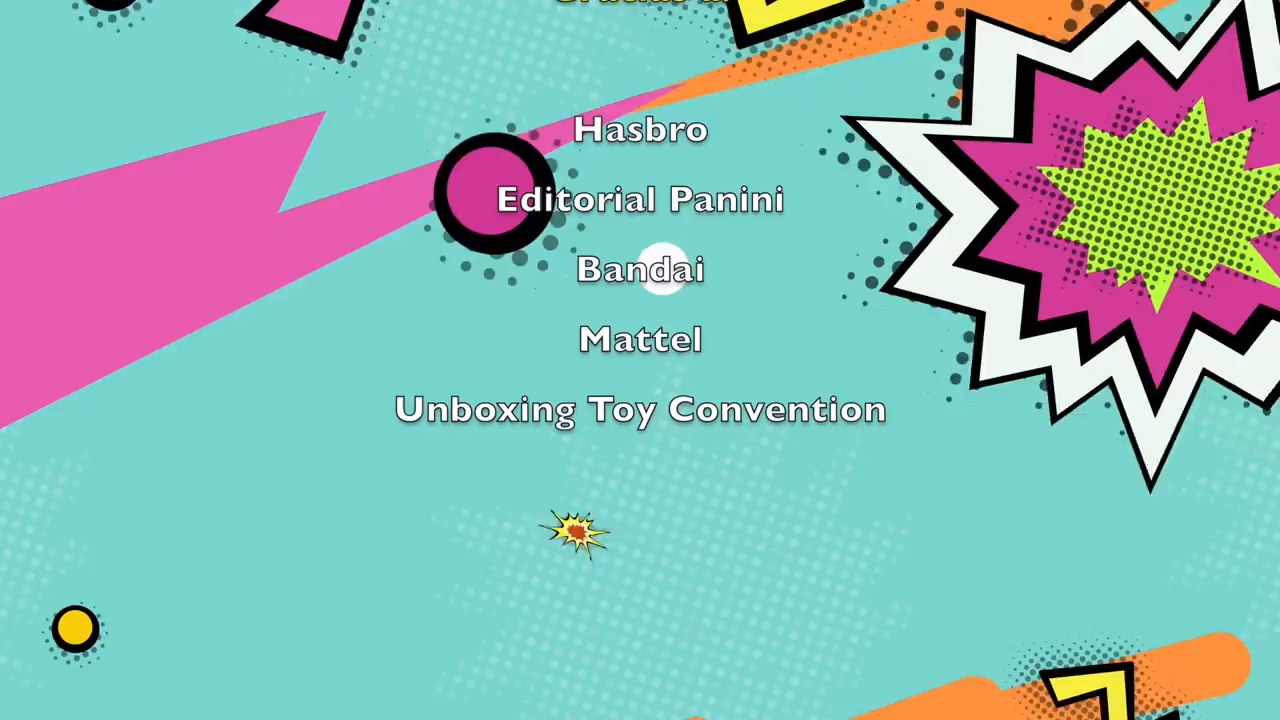 Hasbro
Editorial Panini
Bandai
Mattel
Unboxing Toy Convention